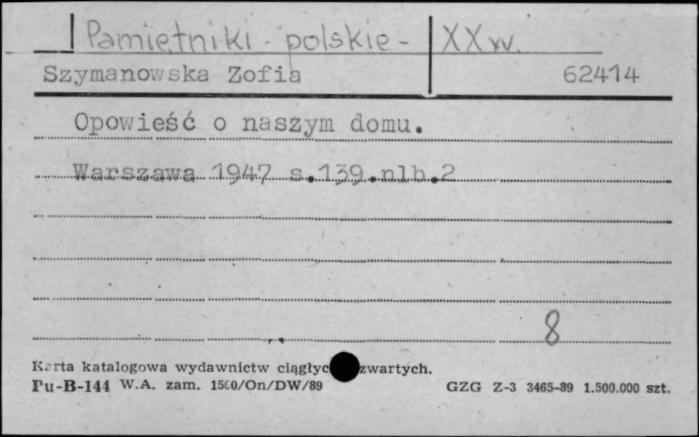 Pamiętniki - polskie - XX w.
Szymanowska Zofia 62414
Opowieść o naszym domu.
Warszawa 1947 s.139.nlb.2
8
Karta katalogowa wydawnictw ciągłyc zwartych.
Pu-B-144 W.A. zam. 1560/On/DW/89 GZG Z-3 3465-89 1.500.000 szt.